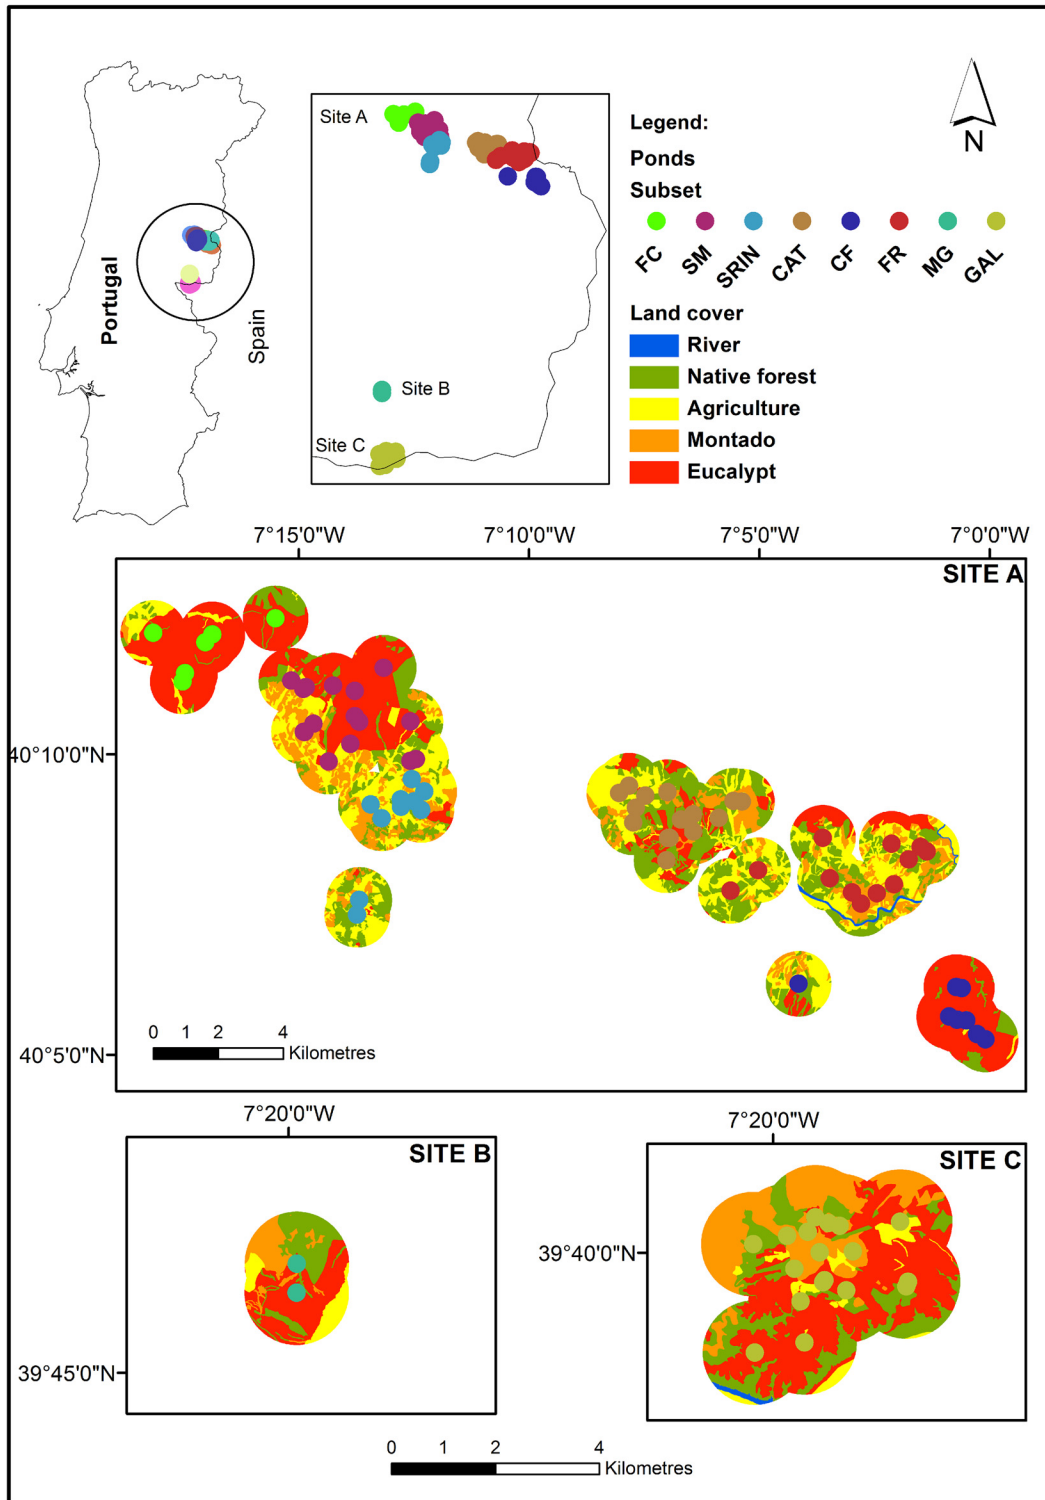 Portugal
Spain
Site A
Site B
Site C
N
Legend:
Ponds
Subset
FC SM SRIN CAT CF FR MG GAL
Land cover
River
Native forest
Agriculture
Montado
Eucalypt
7°15'0"W 7°10'0"W 7°5'0"W 7°0'0"W
SITE A
40°10'0"N
40°5'0"N
0 1 2 4
Kilometres
7°20'0"W
SITE B
39°45'0"N
7°20'0"W
SITE C
39°40'0"N
0 1 2 4
Kilometres